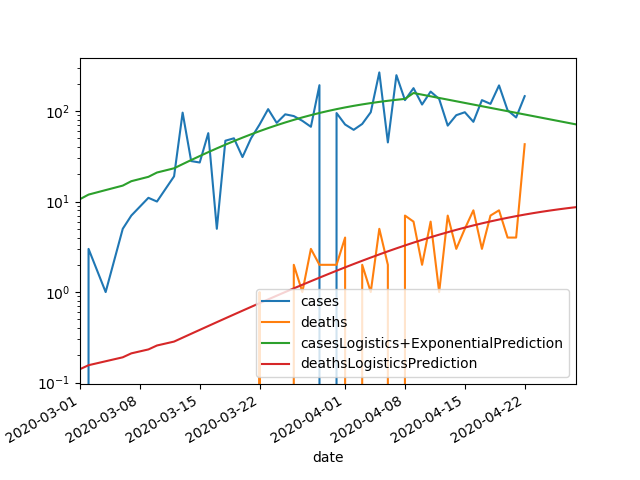 10²
10¹
10⁰
10⁻¹
cases
deaths
casesLogistics+ExponentialPrediction
deathsLogisticsPrediction
2020-03-01
2020-03-08
2020-03-15
2020-03-22
2020-04-01
2020-04-08
2020-04-15
2020-04-22
date